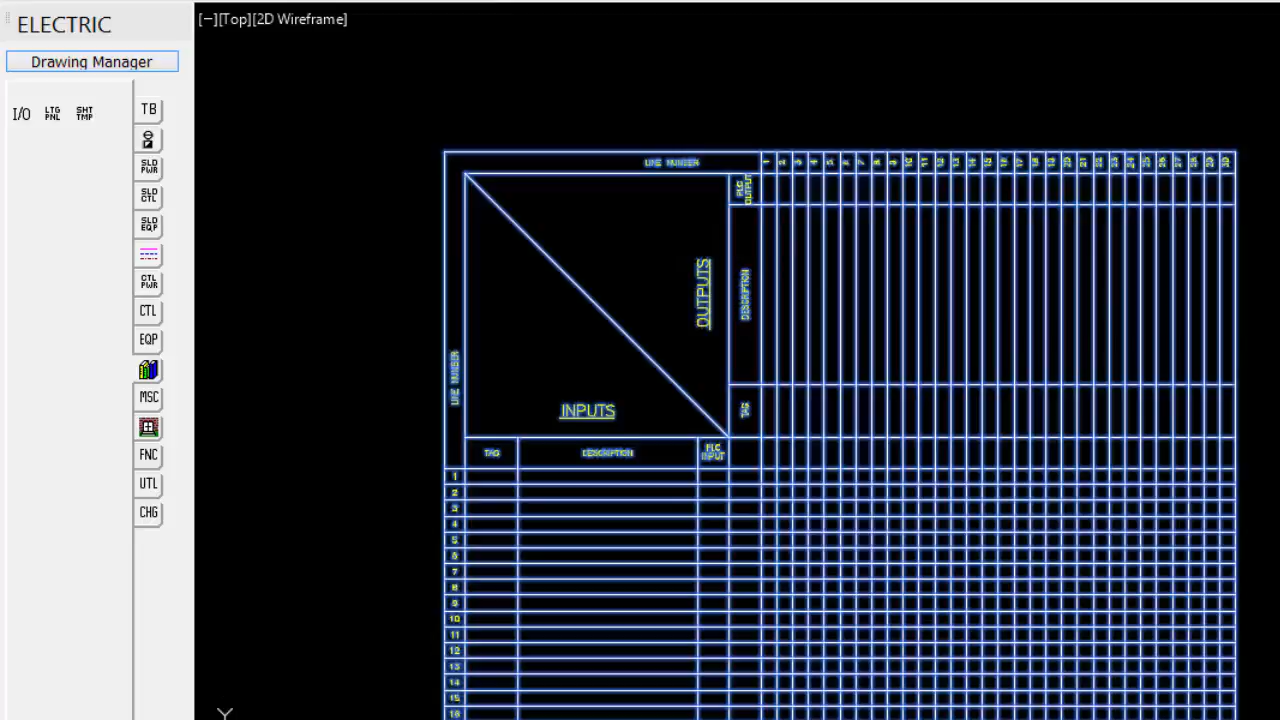 ELECTRIC
[−][Top][2D Wireframe]
Drawing Manager
I/O
LTG
PNL
SHT
TMP
TB
SLD
PWR
SLD
CTL
SLD
EQP
CTL
PWR
CTL
EQP
MSC
FNC
UTL
CHG
LINE NUMBER
1 2 3 4 5 6 7 8 9 10 11 12 13 14 15 16 17 18 19 20 21 22 23 24 25 26 27 28 29 30
PLC
OUTPUT
OUTPUTS
DESCRIPTION
TAG
LINE NUMBER
INPUTS
TAG
DESCRIPTION
PLC
INPUT
1
2
3
4
5
6
7
8
9
10
11
12
13
14
15
16
Y